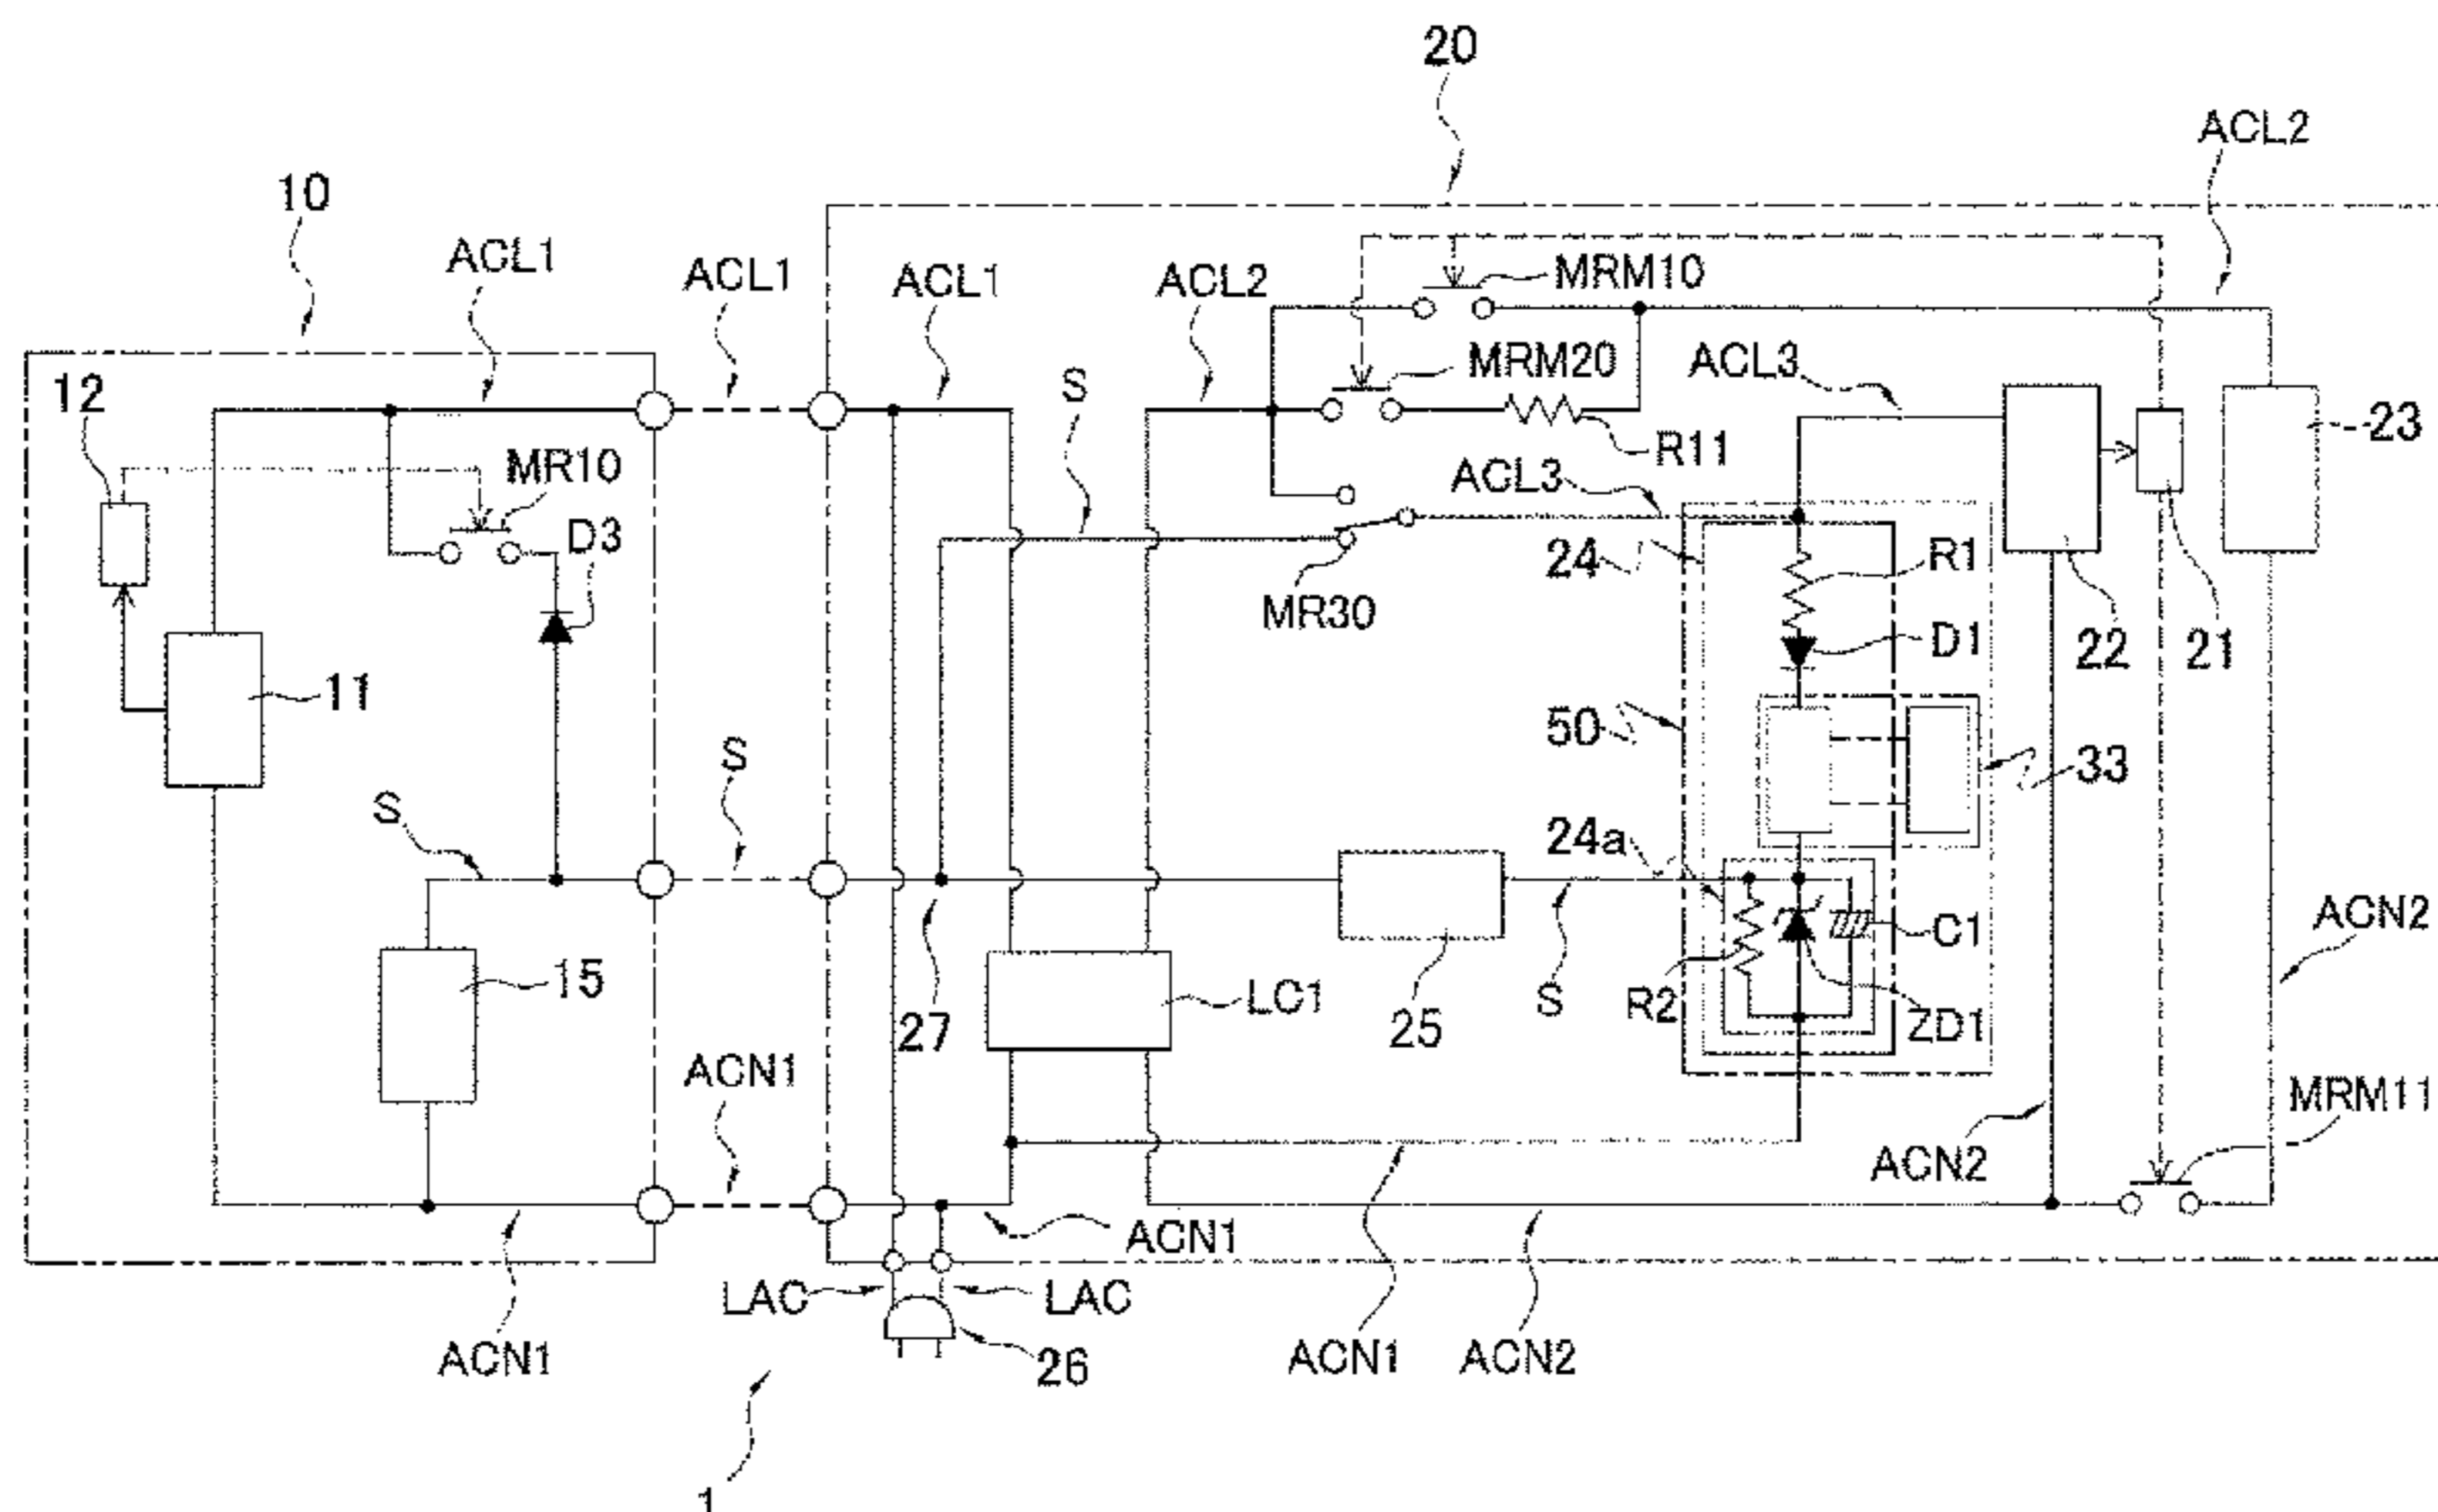 20
ACL2
10
ACL1
ACL1
ACL1
ACL2
MRM10
12
S
MRM20
ACL3
23
MR10
R11
ACL3
D3
24
R1
MR30
D1
22
21
11
50
33
S
S
24a
ACN2
C1
15
LC1
S
R2
27
25
ZD1
ACN1
MRM11
ACN2
ACN1
LAC
LAC
ACN1
26
ACN1
ACN2
1